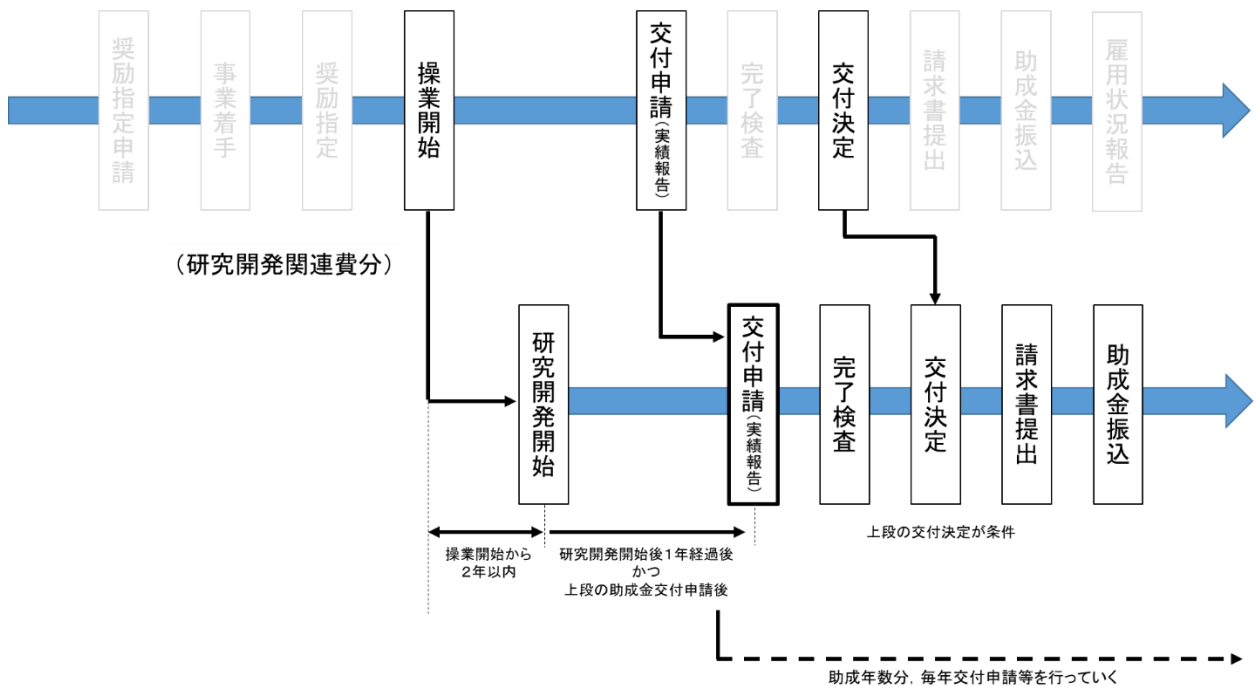 奨励指定申請
事業着手
奨励指定
操業開始
交付申請(実績報告)
完了検査
交付決定
請求書提出
助成金振込
雇用状況報告
（研究開発関連費分）
研究開発開始
交付申請(実績報告)
完了検査
交付決定
請求書提出
助成金振込
上段の交付決定が条件
操業開始から
２年以内
研究開発開始後１年経過後
かつ
上段の助成金交付申請後
助成年数分，毎年交付申請等を行っていく